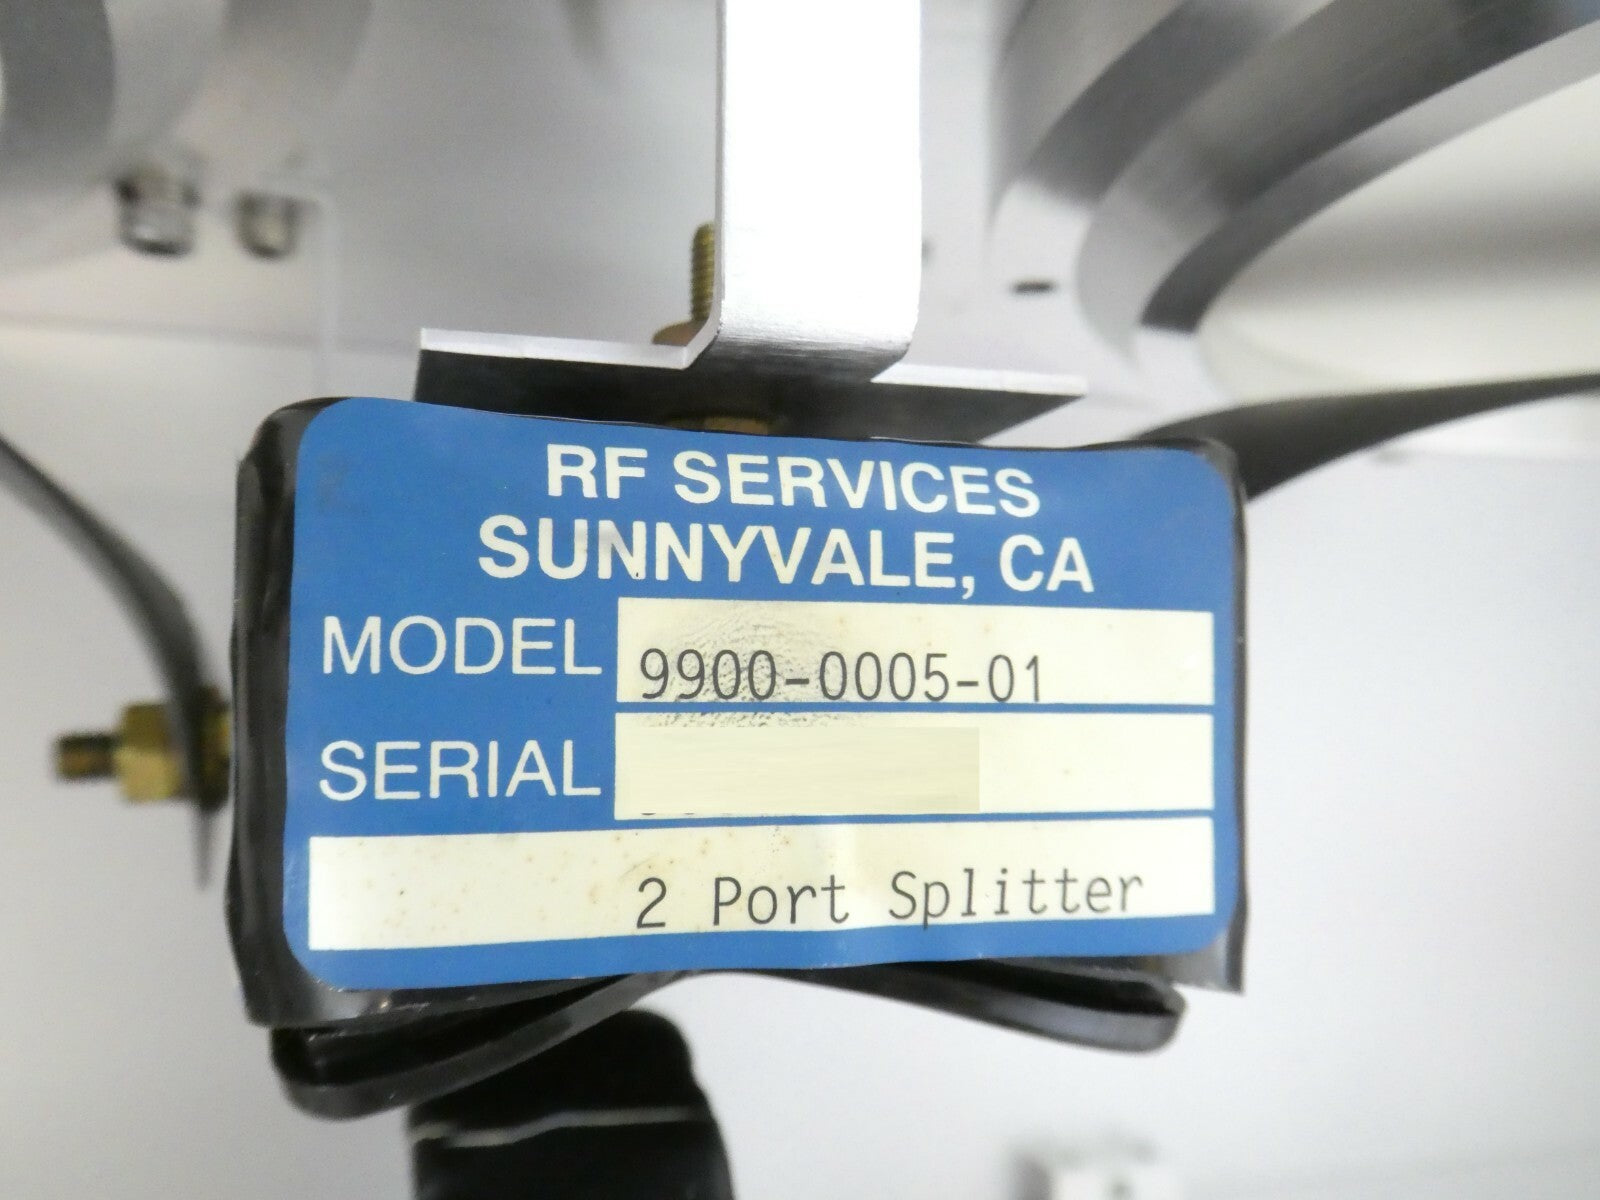 RF SERVICES
SUNNYVALE, CA
MODEL 9900-0005-01
SERIAL
2 Port Splitter